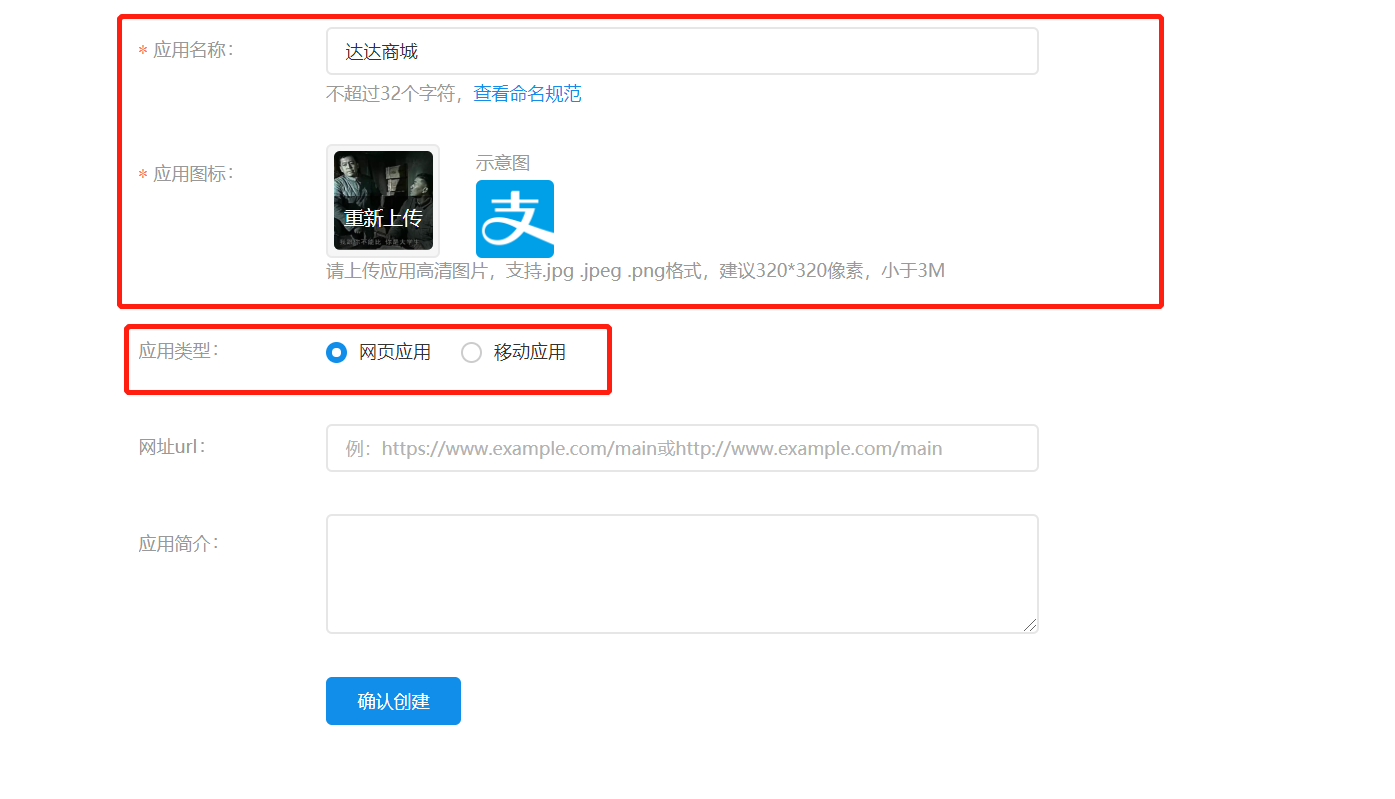 * 应用名称：
达达商城
不超过32个字符，查看命名规范
* 应用图标：
重新上传
示意图
支
请上传应用高清图片，支持.jpg .jpeg .png格式，建议320*320像素，小于3M
应用类型：
网页应用 移动应用
网址url：
例：https://www.example.com/main或http://www.example.com/main
应用简介：
确认创建